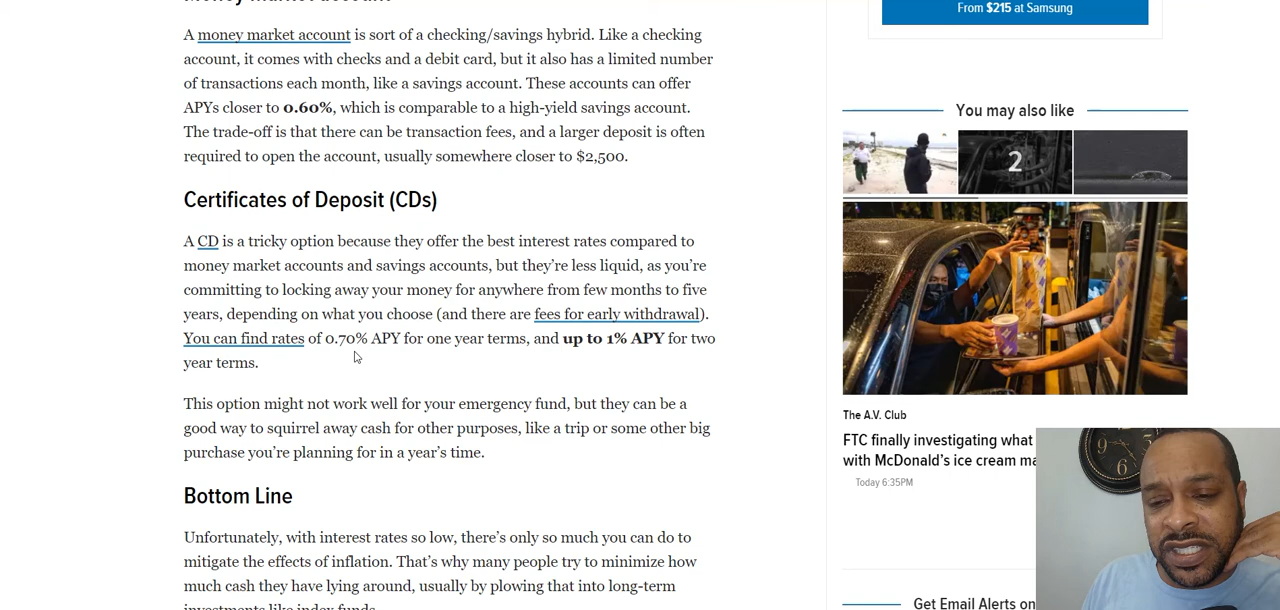 A money market account is sort of a checking/savings hybrid. Like a checking
account, it comes with checks and a debit card, but it also has a limited number
of transactions each month, like a savings account. These accounts can offer
APYs closer to 0.60%, which is comparable to a high-yield savings account.
The trade-off is that there can be transaction fees, and a larger deposit is often
required to open the account, usually somewhere closer to $2,500.
Certificates of Deposit (CDs)
A CD is a tricky option because they offer the best interest rates compared to
money market accounts and savings accounts, but they're less liquid, as you're
committing to locking away your money for anywhere from few months to five
years, depending on what you choose (and there are fees for early withdrawal).
You can find rates of 0.70% APY for one year terms, and up to 1% APY for two
year terms.
This option might not work well for your emergency fund, but they can be a
good way to squirrel away cash for other purposes, like a trip or some other big
purchase you're planning for in a year's time.
Bottom Line
Unfortunately, with interest rates so low, there's only so much you can do to
mitigate the effects of inflation. That's why many people try to minimize how
much cash they have lying around, usually by plowing that into long-term
investments like index funds.
From $215 at Samsung
You may also like
2
The A.V. Club
FTC finally investigating what
with McDonald's ice cream ma
Today 6:35PM
Get Email Alerts on